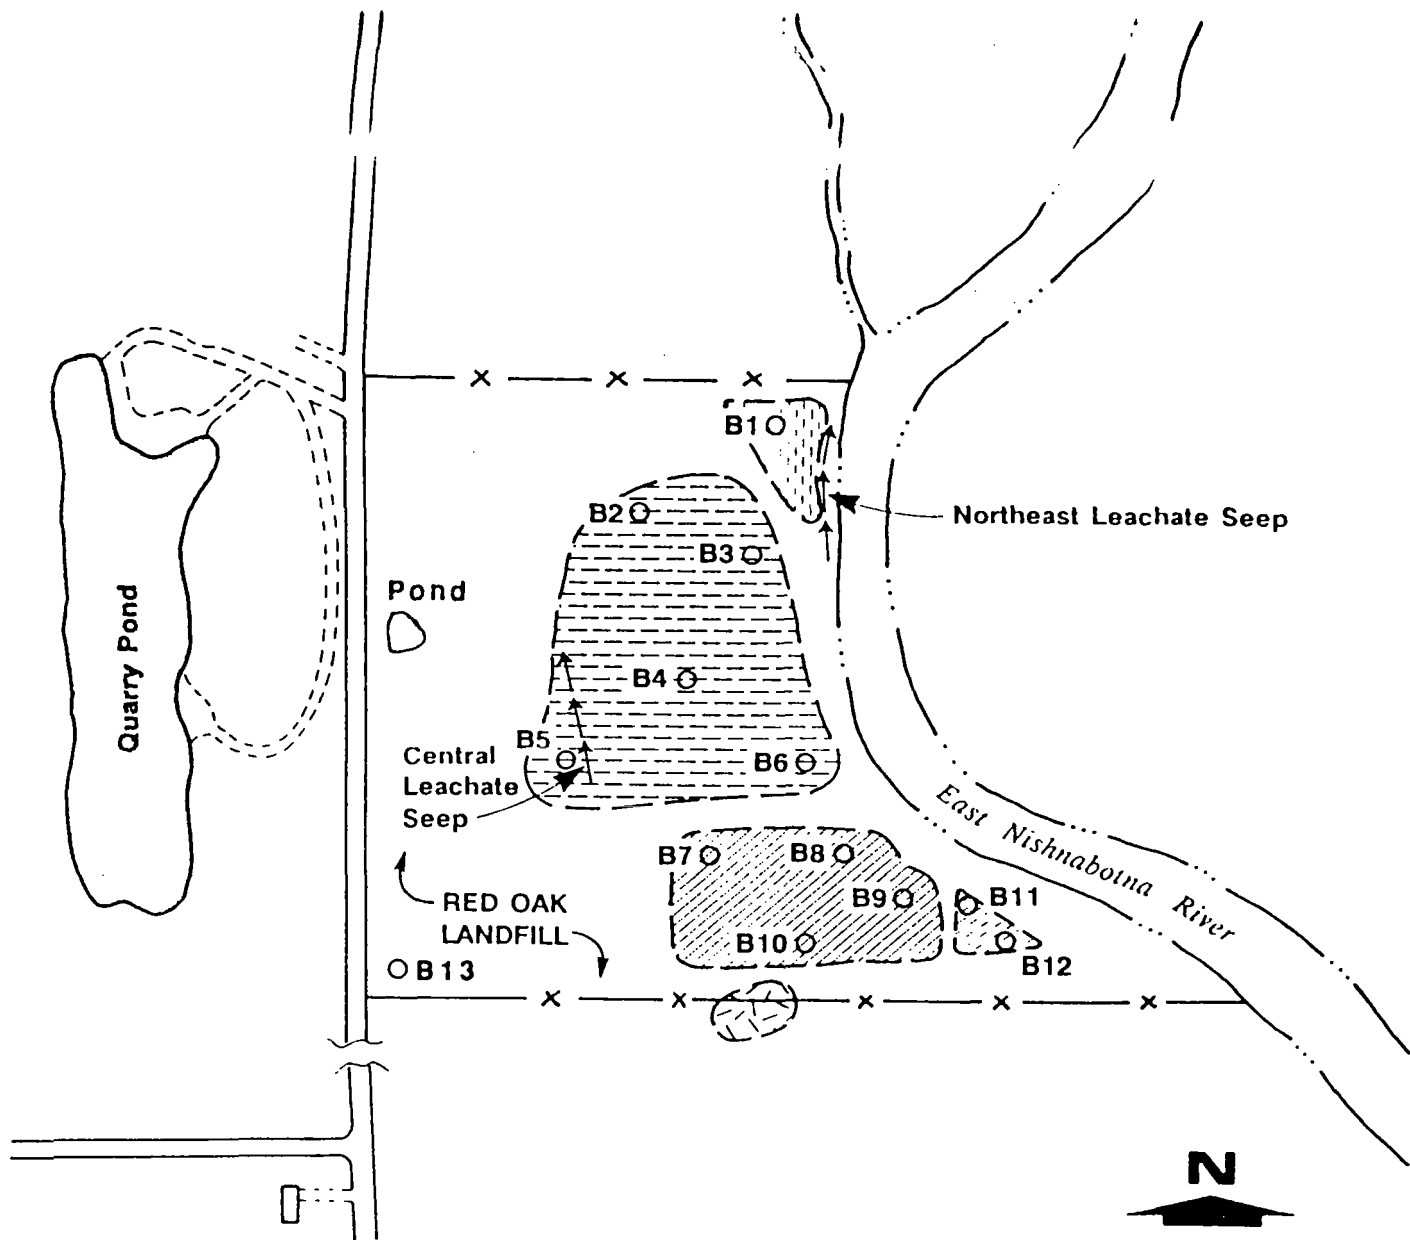 B1
Northeast Leachate Seep
B2
B3
Pond
Quarry Pond
B4
B5
Central
Leachate
Seep
B6
East Nishnabotna River
B7
B8
B9
B11
RED OAK
LANDFILL
B10
B12
B13
N